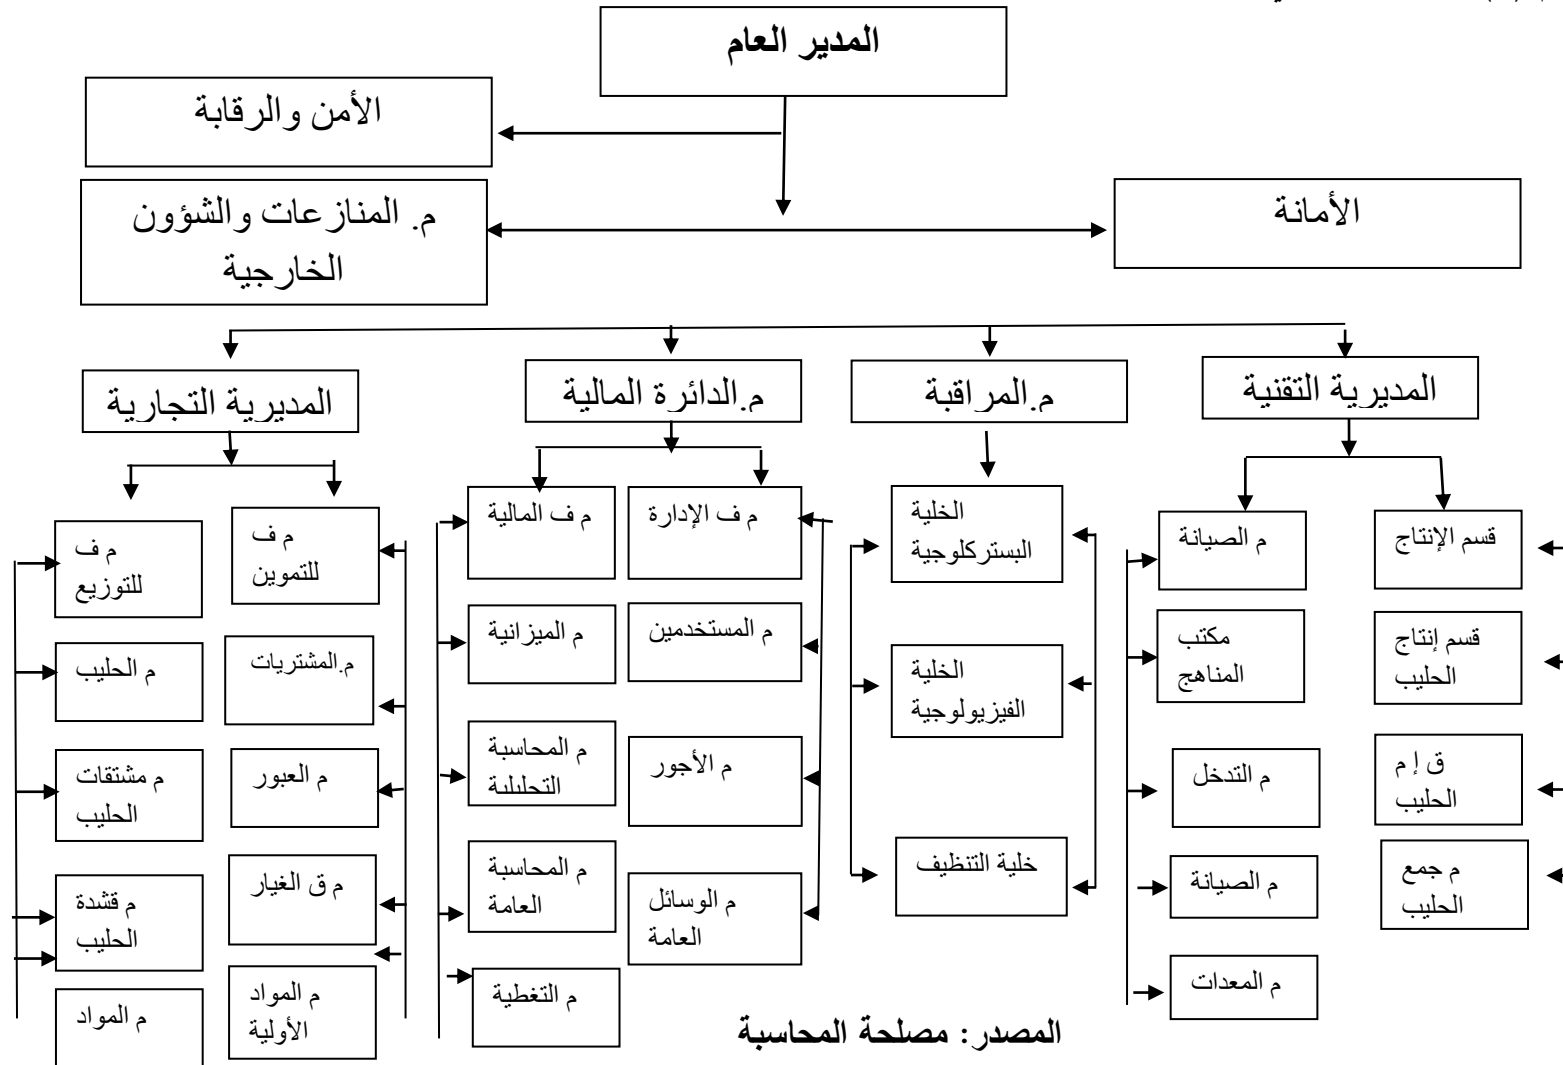 المدير العام
الأمن والرقابة
م. المنازعات والشؤون
الخارجية
الأمانة
المديرية التقنية
م.المراقبة
م.الدائرة المالية
المديرية التجارية
قسم الإنتاج
قسم إنتاج
الحليب
ق إ م
الحليب
م جمع
الحليب
م الصيانة
مكتب
المناهج
م التدخل
م الصيانة
م المعدات
الخلية
البستركلوجية
الخلية
الفيزيولوجية
خلية التنظيف
م ف الإدارة
م المستخدمين
م الأجور
م الوسائل
العامة
م ف المالية
م الميزانية
م المحاسبة
التحليلية
م المحاسبة
العامة
م التغطية
م ف
للتموين
م.المشتريات
م العبور
م ق الغيار
م المواد
الأولية
م ف
للتوزيع
م الحليب
م مشتقات
الحليب
م قشدة
الحليب
م المواد
المصدر: مصلحة المحاسبة